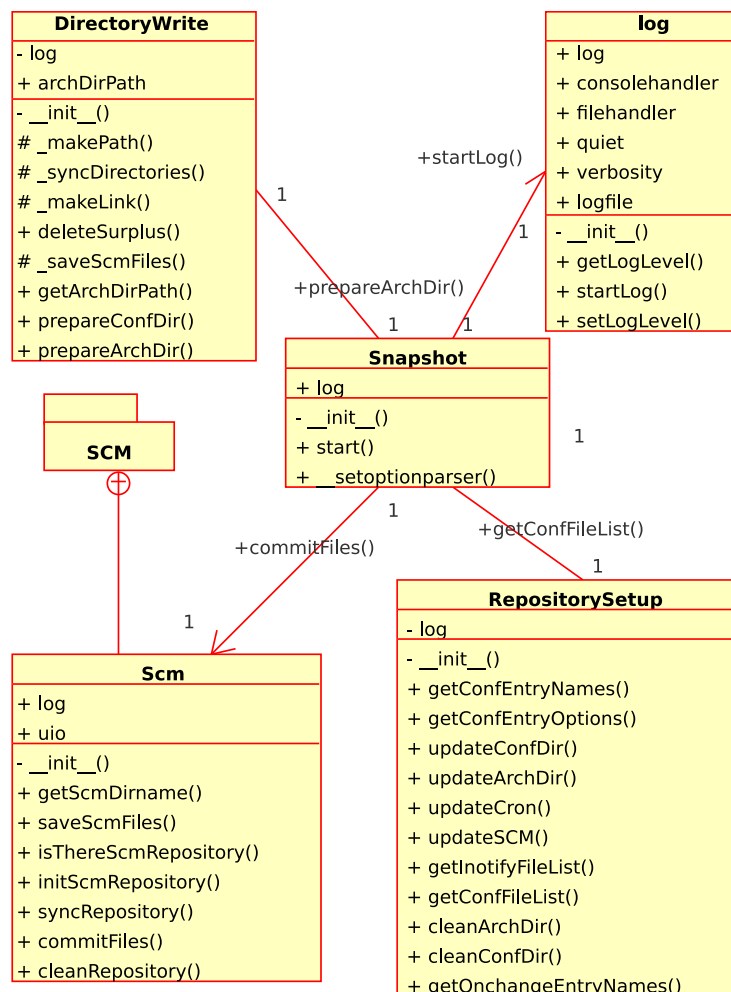 DirectoryWrite
- log
+ archDirPath
- __init__()
# _makePath()
# _syncDirectories()
# _makeLink()
+ deleteSurplus()
# _saveScmFiles()
+ getArchDirPath()
+ prepareConfDir()
+ prepareArchDir()
log
+ log
+ consolehandler
+ filehandler
+ quiet
+ verbosity
+ logfile
- __init__()
+ getLogLevel()
+ startLog()
+ setLogLevel()
+startLog()
1
1
+prepareArchDir()
1
1
Snapshot
+ log
- __init__()
+ start()
+ __setoptionparser()
1
SCM
1
+commitFiles()
+getConfFileList()
1
1
Scm
+ log
+ uio
- __init__()
+ getScmDirname()
+ saveScmFiles()
+ isThereScmRepository()
+ initScmRepository()
+ syncRepository()
+ commitFiles()
+ cleanRepository()
RepositorySetup
- log
- __init__()
+ getConfEntryNames()
+ getConfEntryOptions()
+ updateConfDir()
+ updateArchDir()
+ updateCron()
+ updateSCM()
+ getInotifyFileList()
+ getConfFileList()
+ cleanArchDir()
+ cleanConfDir()
+ getOnchangeEntryNames()